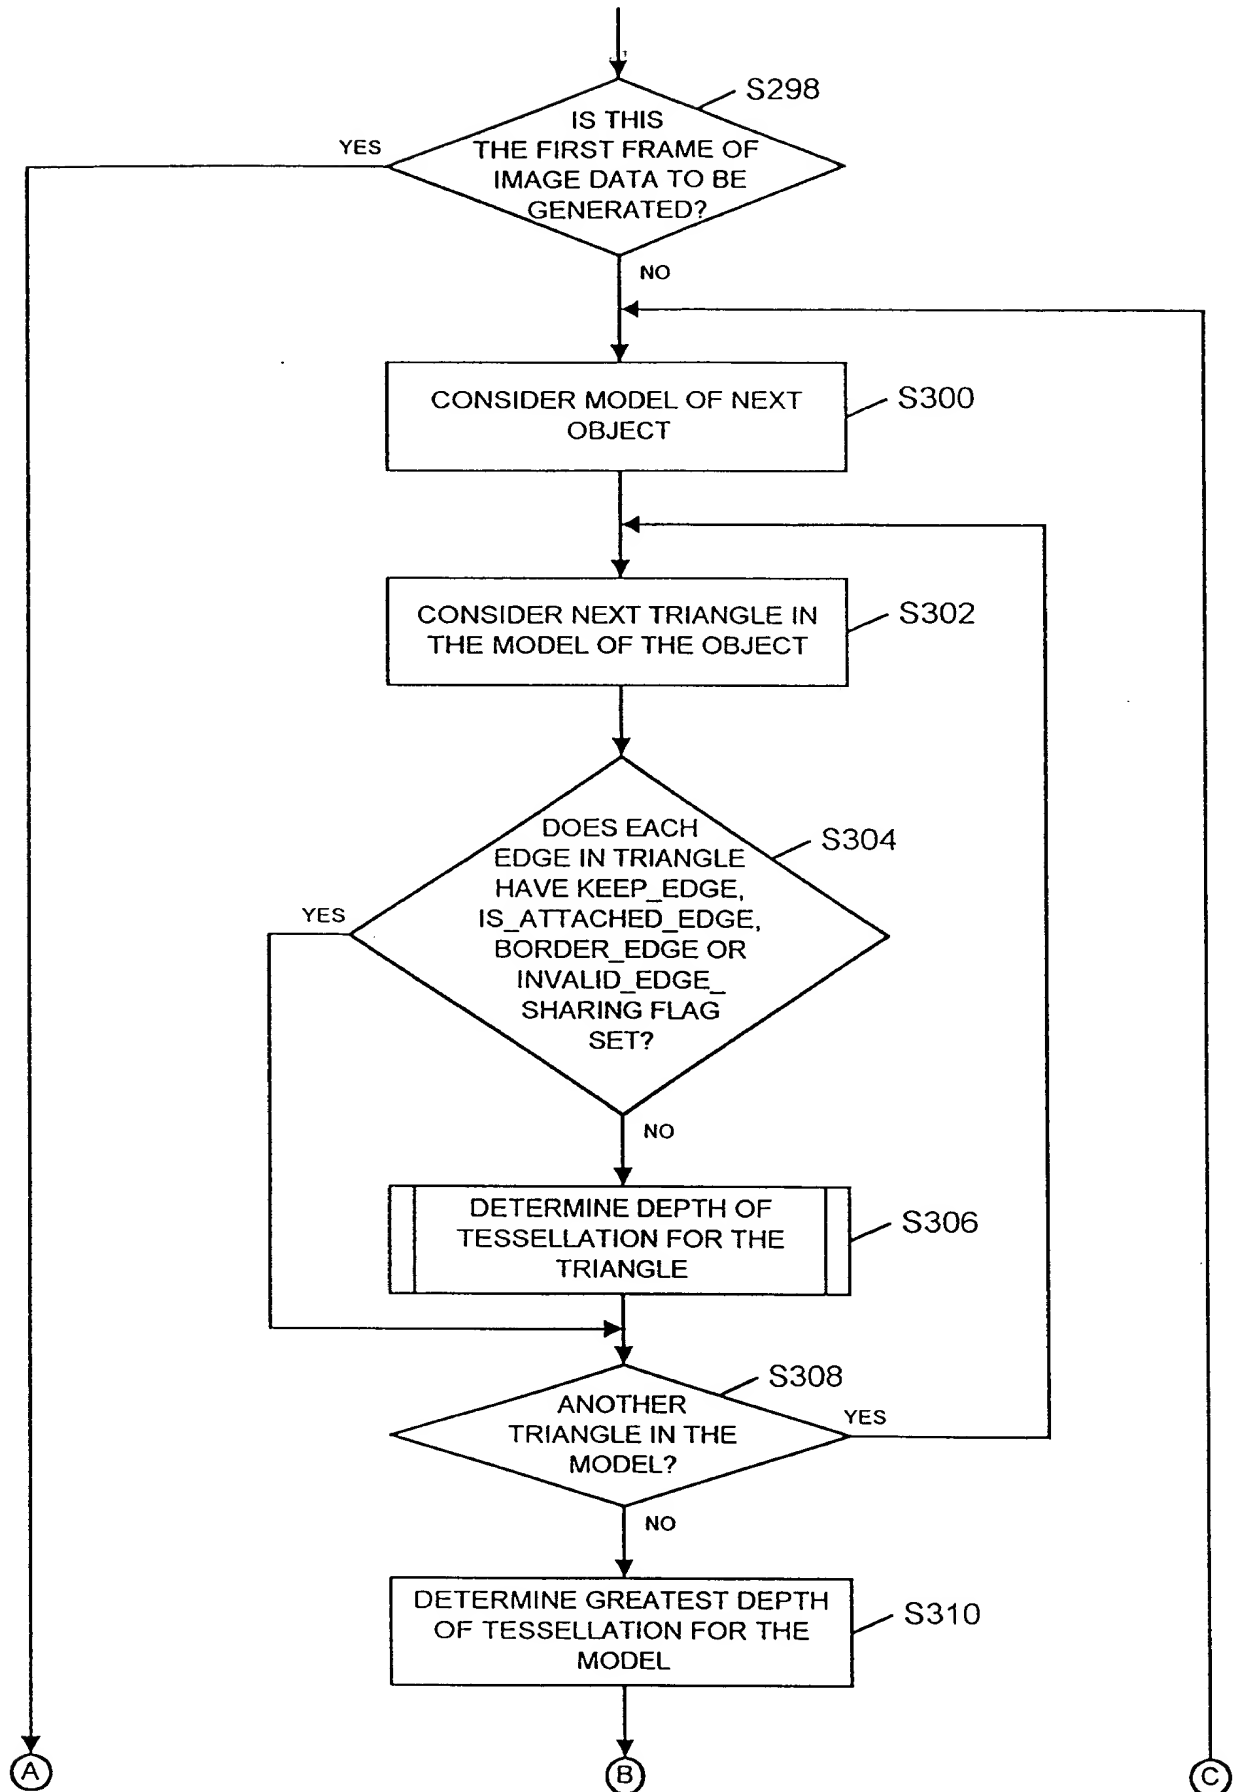 S298
IS THIS
THE FIRST FRAME OF
IMAGE DATA TO BE
GENERATED?
YES
NO
CONSIDER MODEL OF NEXT
OBJECT
S300
CONSIDER NEXT TRIANGLE IN
THE MODEL OF THE OBJECT
S302
DOES EACH
EDGE IN TRIANGLE
HAVE KEEP_EDGE,
IS_ATTACHED_EDGE,
BORDER_EDGE OR
INVALID_EDGE_
SHARING FLAG
SET?
S304
YES
NO
DETERMINE DEPTH OF
TESSELLATION FOR THE
TRIANGLE
S306
S308
ANOTHER
TRIANGLE IN THE
MODEL?
YES
NO
DETERMINE GREATEST DEPTH
OF TESSELLATION FOR THE
MODEL
S310
A
B
C